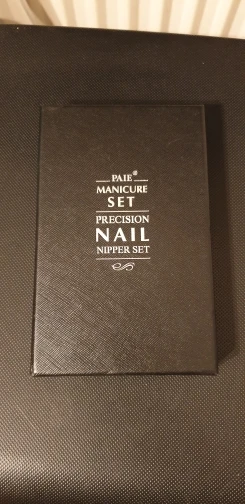 PAIE®
MANICURE
SET
PRECISION
NAIL
NIPPER SET